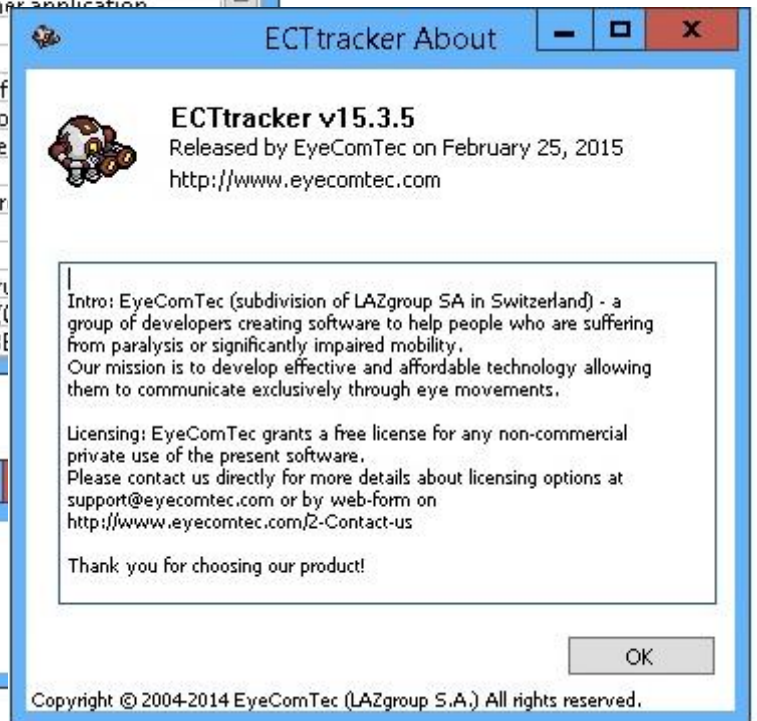 application
ECTtracker About
ECTtracker v15.3.5
Released by EyeComTec on February 25, 2015
http://www.eyecomtec.com
Intro: EyeComTec (subdivision of LAZgroup SA in Switzerland) - a
group of developers creating software to help people who are suffering
from paralysis or significantly impaired mobility.
Our mission is to develop effective and affordable technology allowing
them to communicate exclusively through eye movements.
Licensing: EyeComTec grants a free license for any non-commercial
private use of the present software.
Please contact us directly for more details about licensing options at
support@eyecomtec.com or by web-form on
http://www.eyecomtec.com/2-Contact-us
Thank you for choosing our product!
OK
Copyright © 2004-2014 EyeComTec (LAZgroup S.A.) All rights reserved.